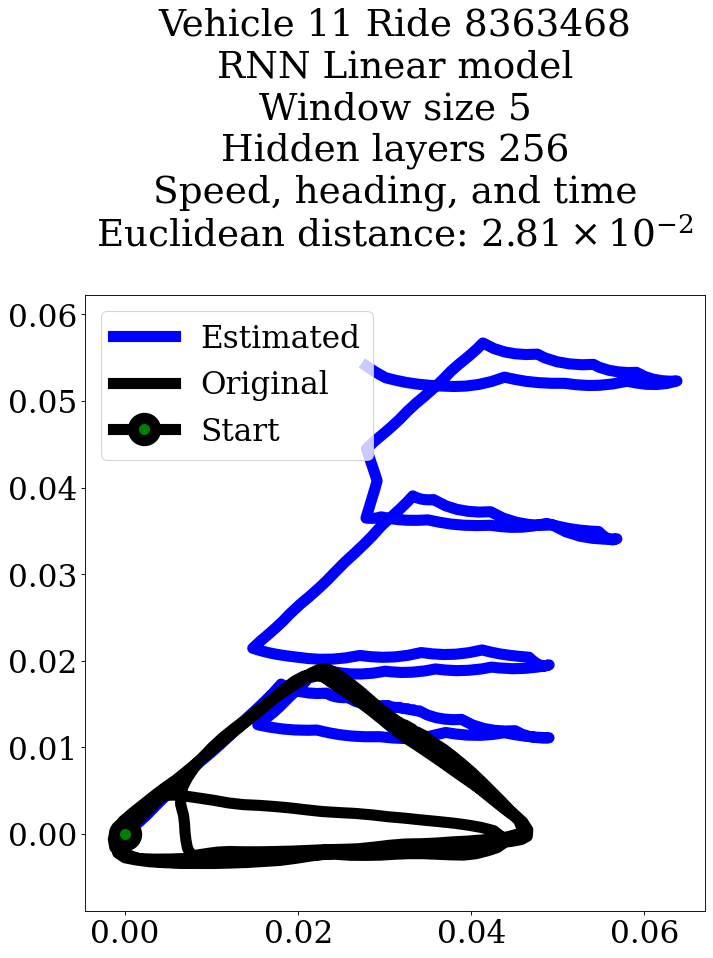 Vehicle 11 Ride 8363468
RNN Linear model
Window size 5
Hidden layers 256
Speed, heading, and time
Euclidean distance: 2.81 × 10⁻²
Estimated
Original
Start
0.06
0.05
0.04
0.03
0.02
0.01
0.00
0.00 0.02 0.04 0.06